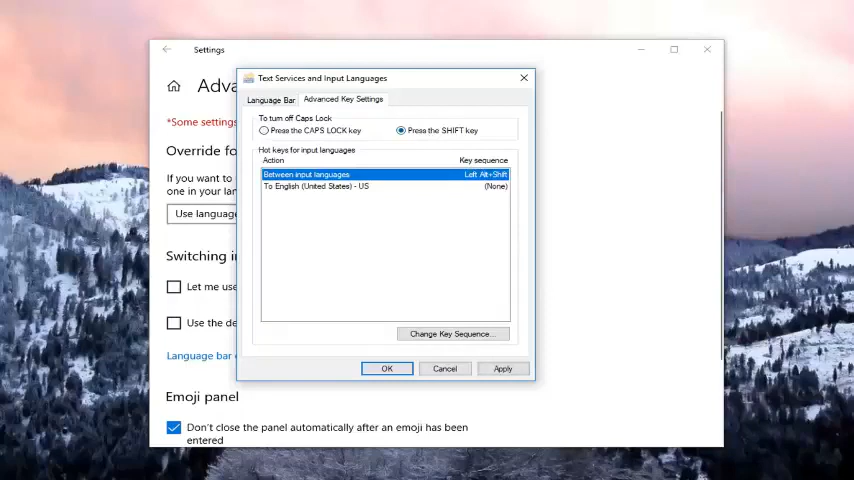 Settings
Text Services and Input Languages
Language Bar
Advanced Key Settings
Adva
*Some settings
To turn off Caps Lock
Press the CAPS LOCK key
Press the SHIFT key
Override fo
Hot keys for input languages
Action
Key sequence
If you want to
one in your lan
Between input languages
Left Alt+Shift
To English (United States) - US
(None)
Use languag
Switching i
Let me use
Use the de
Change Key Sequence...
Language bar
OK
Cancel
Apply
Emoji panel
Don't close the panel automatically after an emoji has been
entered